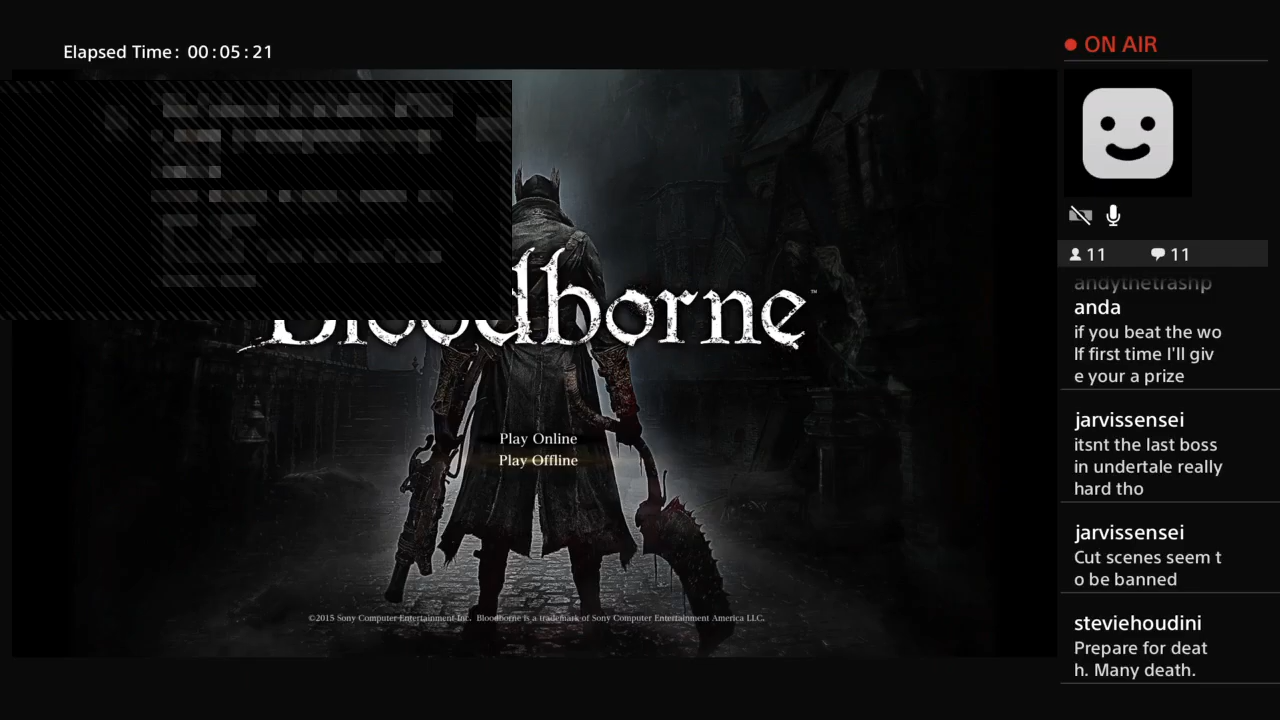 Elapsed Time: 00:05:21
ON AIR
11 11
andythetrashp
anda
if you beat the wo
lf first time I'll giv
e your a prize
jarvissensei
itsnt the last boss
in undertale really
hard tho
jarvissensei
Cut scenes seem t
o be banned
steviehoudini
Prepare for deat
h. Many death.
Bloodborne™
Play Online
Play Offline
©2015 Sony Computer Entertainment Inc. Bloodborne is a trademark of Sony Computer Entertainment America LLC.